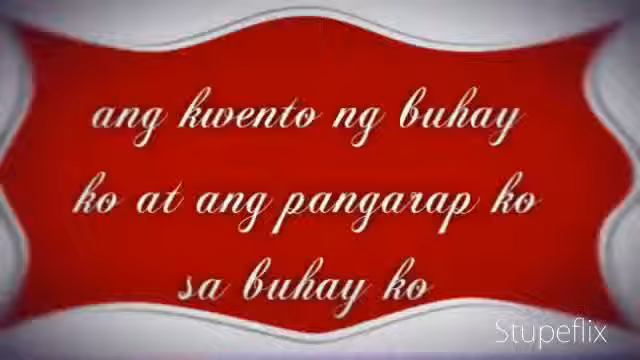 ang kwento ng buhay
ko at ang pangarap ko
sa buhay ko
Stupeflix